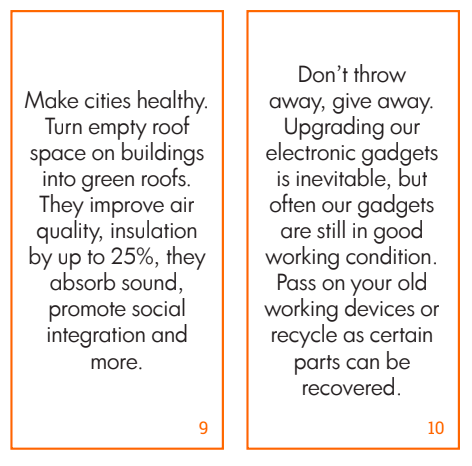 Make cities healthy.
Turn empty roof
space on buildings
into green roofs.
They improve air
quality, insulation
by up to 25%, they
absorb sound,
promote social
integration and
more.
9
Don’t throw
away, give away.
Upgrading our
electronic gadgets
is inevitable, but
often our gadgets
are still in good
working condition.
Pass on your old
working devices or
recycle as certain
parts can be
recovered.
10